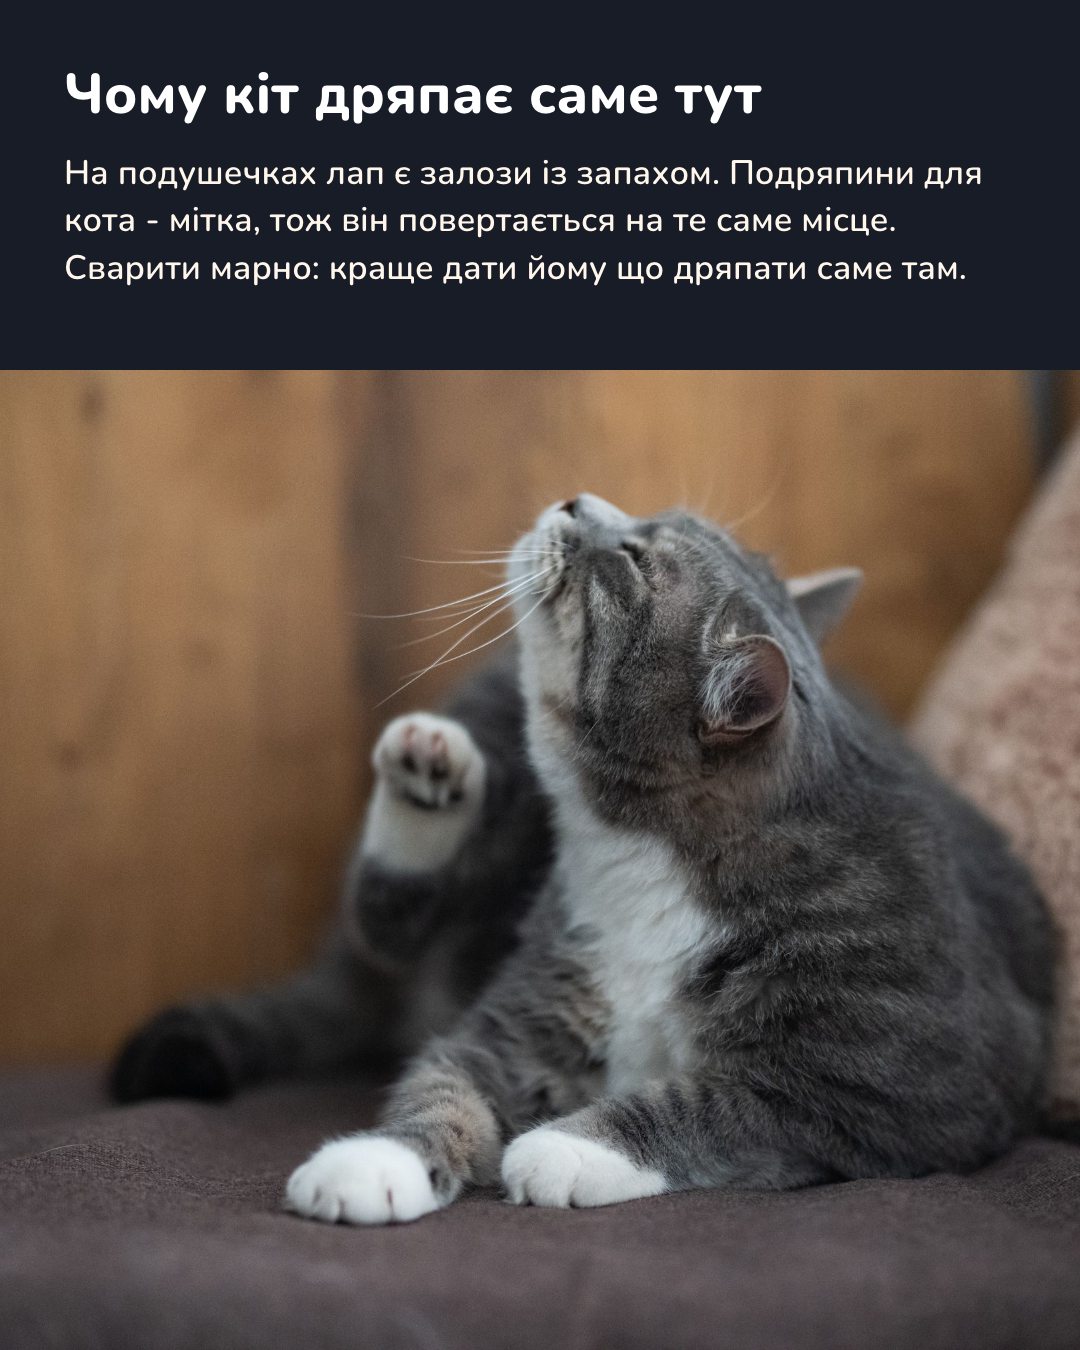 Чому кіт дряпає саме тут
На подушечках лап є залози із запахом. Подряпини для
кота - мітка, тож він повертається на те саме місце.
Сварити марно: краще дати йому що дряпати саме там.